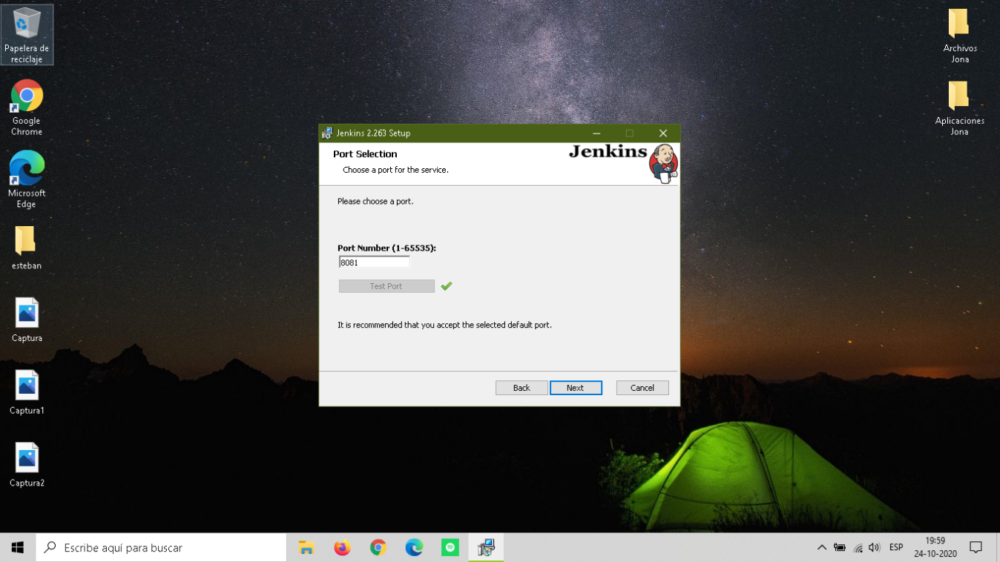 Papelera de
reciclaje
Google
Chrome
Microsoft
Edge
esteban
Captura
Captura1
Captura2
Archivos
Jona
Aplicaciones
Jona
Jenkins 2.263 Setup
Port Selection
Jenkins
Choose a port for the service.
Please choose a port.
Port Number (1-65535):
8081
Test Port
It is recommended that you accept the selected default port.
Back
Next
Cancel
Escribe aquí para buscar
ESP
19:59
24-10-2020